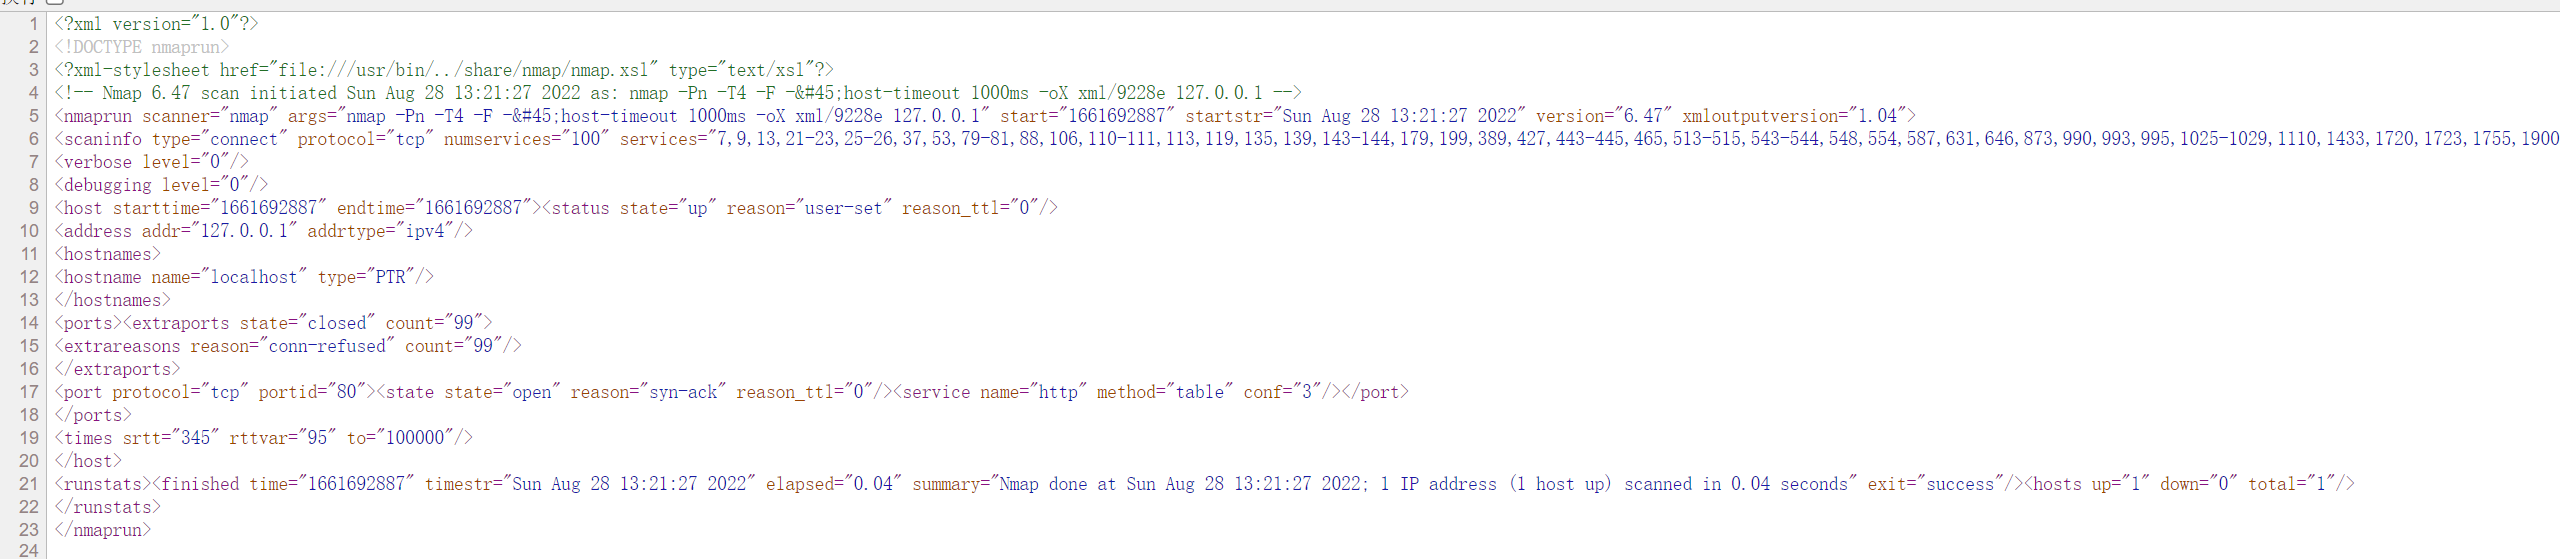 1 <?xml version="1.0"?>
2 <!DOCTYPE nmaprun>
3 <?xml-stylesheet href="file:///usr/bin/../share/nmap/nmap.xsl" type="text/xsl"?>
4 <!-- Nmap 6.47 scan initiated Sun Aug 28 13:21:27 2022 as: nmap -Pn -T4 -F -&#45;host-timeout 1000ms -oX xml/9228e 127.0.0.1 -->
5 <nmaprun scanner="nmap" args="nmap -Pn -T4 -F -&#45;host-timeout 1000ms -oX xml/9228e 127.0.0.1" start="1661692887" startstr="Sun Aug 28 13:21:27 2022" version="6.47" xmloutputversion="1.04">
6 <scaninfo type="connect" protocol="tcp" numservices="100" services="7,9,13,21-23,25-26,37,53,79-81,88,106,110-111,113,119,135,139,143-144,179,199,389,427,443-445,465,513-515,543-544,548,554,587,631,646,873,990,993,995,1025-1029,1110,1433,1720,1723,1755,1900
7 <verbose level="0"/>
8 <debugging level="0"/>
9 <host starttime="1661692887" endtime="1661692887"><status state="up" reason="user-set" reason_ttl="0"/>
10 <address addr="127.0.0.1" addrtype="ipv4"/>
11 <hostnames>
12 <hostname name="localhost" type="PTR"/>
13 </hostnames>
14 <ports><extraports state="closed" count="99">
15 <extrareasons reason="conn-refused" count="99"/>
16 </extraports>
17 <port protocol="tcp" portid="80"><state state="open" reason="syn-ack" reason_ttl="0"/><service name="http" method="table" conf="3"/></port>
18 </ports>
19 <times srtt="345" rttvar="95" to="100000"/>
20 </host>
21 <runstats><finished time="1661692887" timestr="Sun Aug 28 13:21:27 2022" elapsed="0.04" summary="Nmap done at Sun Aug 28 13:21:27 2022; 1 IP address (1 host up) scanned in 0.04 seconds" exit="success"/><hosts up="1" down="0" total="1"/>
22 </runstats>
23 </nmaprun>
24